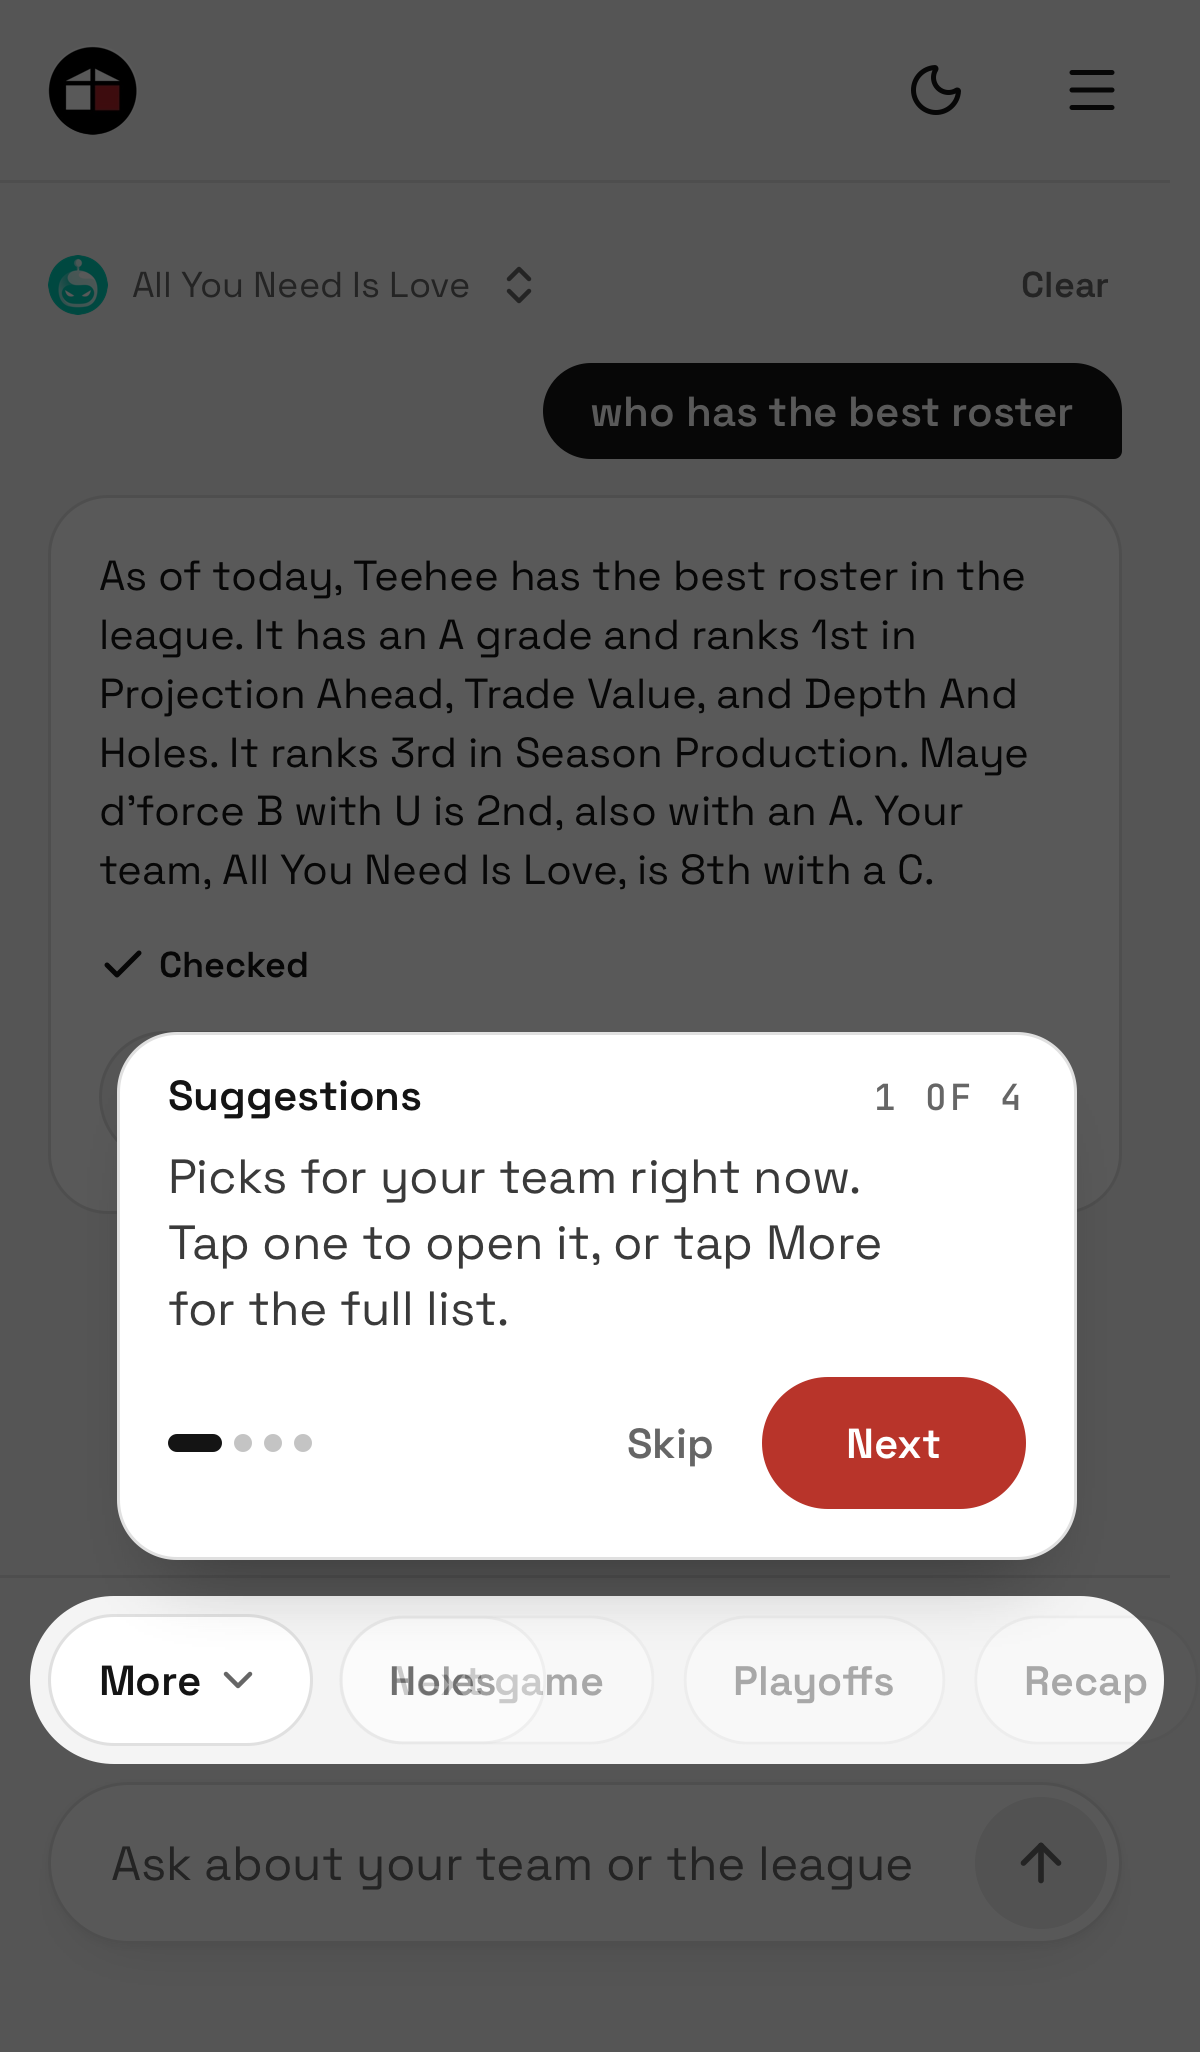 All You Need Is Love
Clear
who has the best roster
As of today, Teehee has the best roster in the
league. It has an A grade and ranks 1st in
Projection Ahead, Trade Value, and Depth And
Holes. It ranks 3rd in Season Production. Maye
d’force B with U is 2nd, also with an A. Your
team, All You Need Is Love, is 8th with a C.
Checked
Suggestions
1 OF 4
Picks for your team right now.
Tap one to open it, or tap More
for the full list.
Skip
Next
More
Holes
game
Playoffs
Recap
Ask about your team or the league